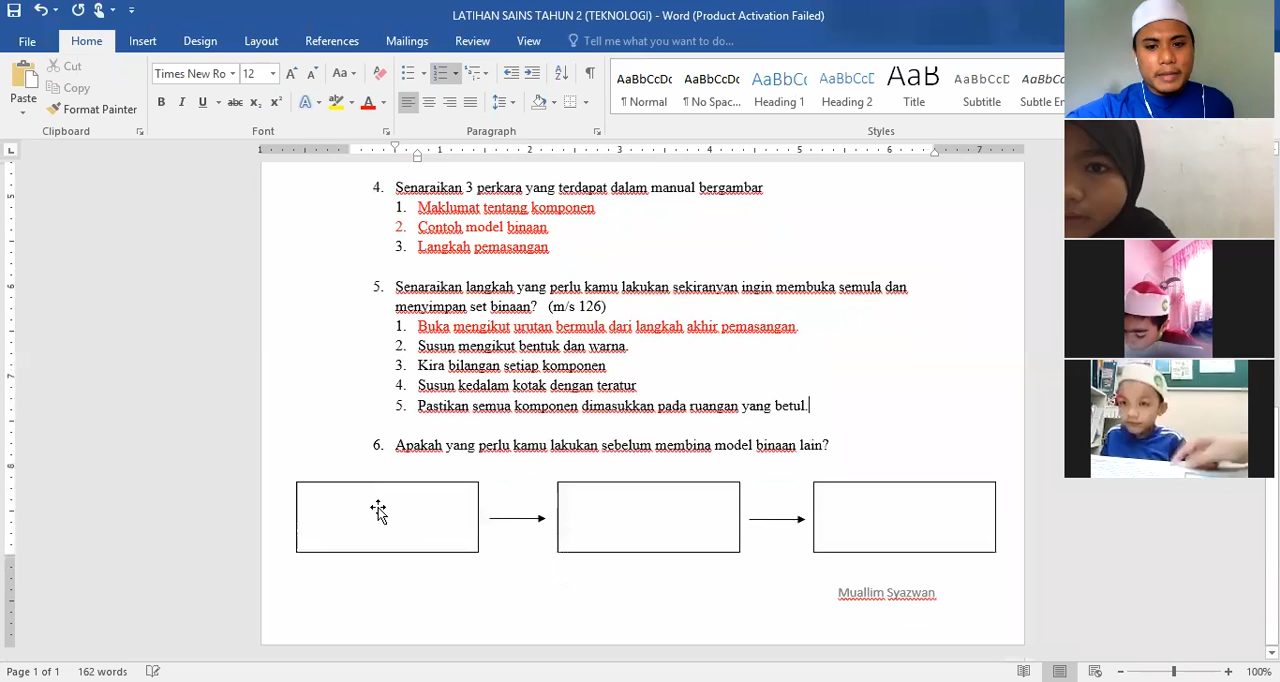 LATIHAN SAINS TAHUN 2 (TEKNOLOGI) - Word (Product Activation Failed)
File Home Insert Design Layout References Mailings Review View Tell me what you want to do...
Cut
Copy
Format Painter
Paste
Times New Ro 12
AaBbCcDc AaBbCcDc AaBbCc AaBbCcD AaB AaBbCcD AaBbCcD
¶ Normal ¶ No Spac... Heading 1 Heading 2 Title Subtitle Subtle En
Clipboard Font Paragraph Styles
4. Senaraikan 3 perkara yang terdapat dalam manual bergambar
1. Maklumat tentang komponen
2. Contoh model binaan
3. Langkah pemasangan
5. Senaraikan langkah yang perlu kamu lakukan sekiranyan ingin membuka semula dan
menyimpan set binaan? (m/s 126)
1. Buka mengikut urutan bermula dari langkah akhir pemasangan.
2. Susun mengikut bentuk dan warna.
3. Kira bilangan setiap komponen
4. Susun kedalam kotak dengan teratur
5. Pastikan semua komponen dimasukkan pada ruangan yang betul.
6. Apakah yang perlu kamu lakukan sebelum membina model binaan lain?
Muallim Syazwan
Page 1 of 1 162 words 100%